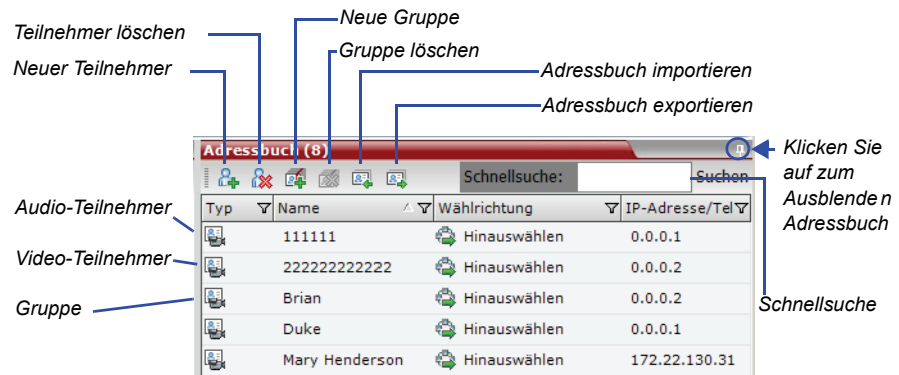 Neue Gruppe
Teilnehmer löschen
Gruppe löschen
Neuer Teilnehmer
Adressbuch importieren
Adressbuch exportieren
Adressbuch (8)
Klicken Sie
auf zum
Ausblenden
Adressbuch
Schnellsuche: Suchen
Typ Name Wählrichtung IP-Adresse/Tel
Audio-Teilnehmer
111111 Hinauswählen 0.0.0.1
Video-Teilnehmer
222222222222 Hinauswählen 0.0.0.2
Gruppe
Brian Hinauswählen 0.0.0.2
Schnellsuche
Duke Hinauswählen 0.0.0.1
Mary Henderson Hinauswählen 172.22.130.31